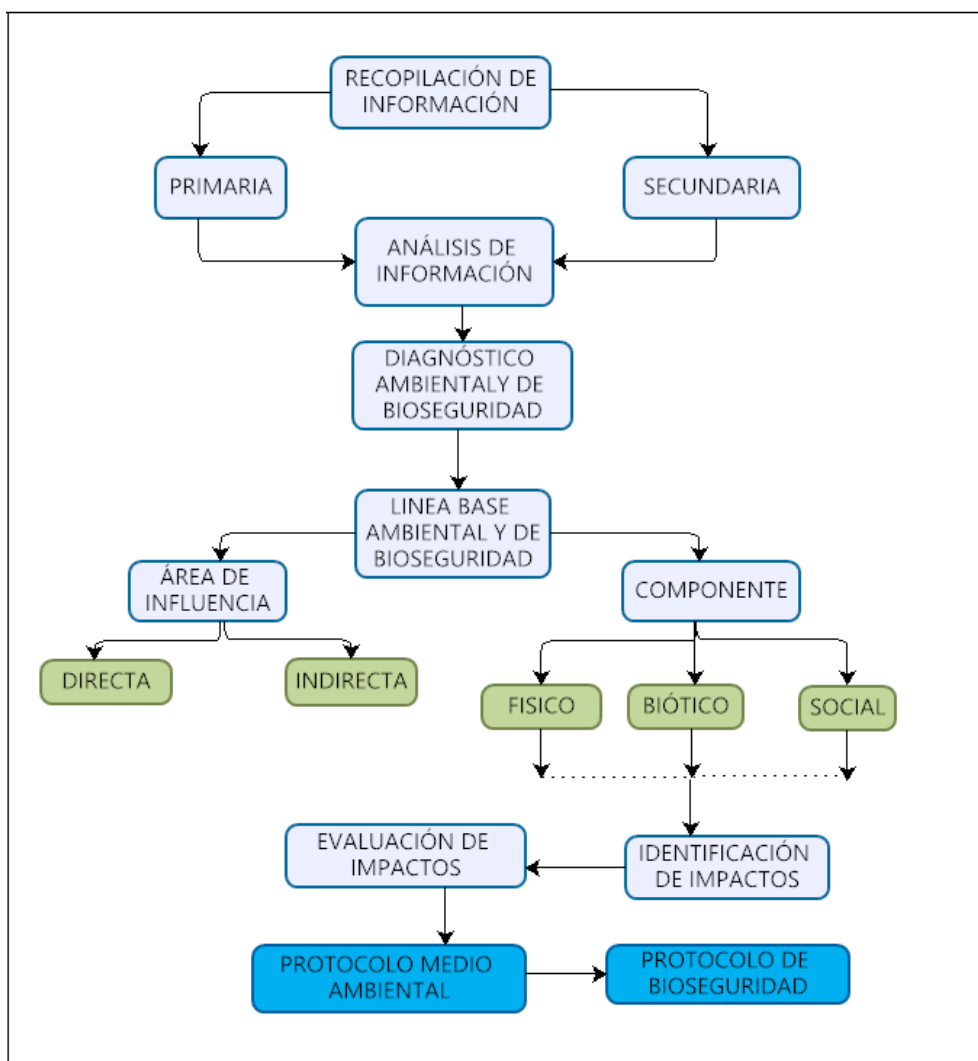 RECOPILACIÓN DE
INFORMACIÓN
PRIMARIA
SECUNDARIA
ANÁLISIS DE
INFORMACIÓN
DIAGNÓSTICO
AMBIENTALY DE
BIOSEGURIDAD
LINEA BASE
AMBIENTAL Y DE
BIOSEGURIDAD
ÁREA DE
INFLUENCIA
COMPONENTE
DIRECTA
INDIRECTA
FISICO
BIÓTICO
SOCIAL
EVALUACIÓN DE
IMPACTOS
IDENTIFICACIÓN
DE IMPACTOS
PROTOCOLO MEDIO
AMBIENTAL
PROTOCOLO DE
BIOSEGURIDAD